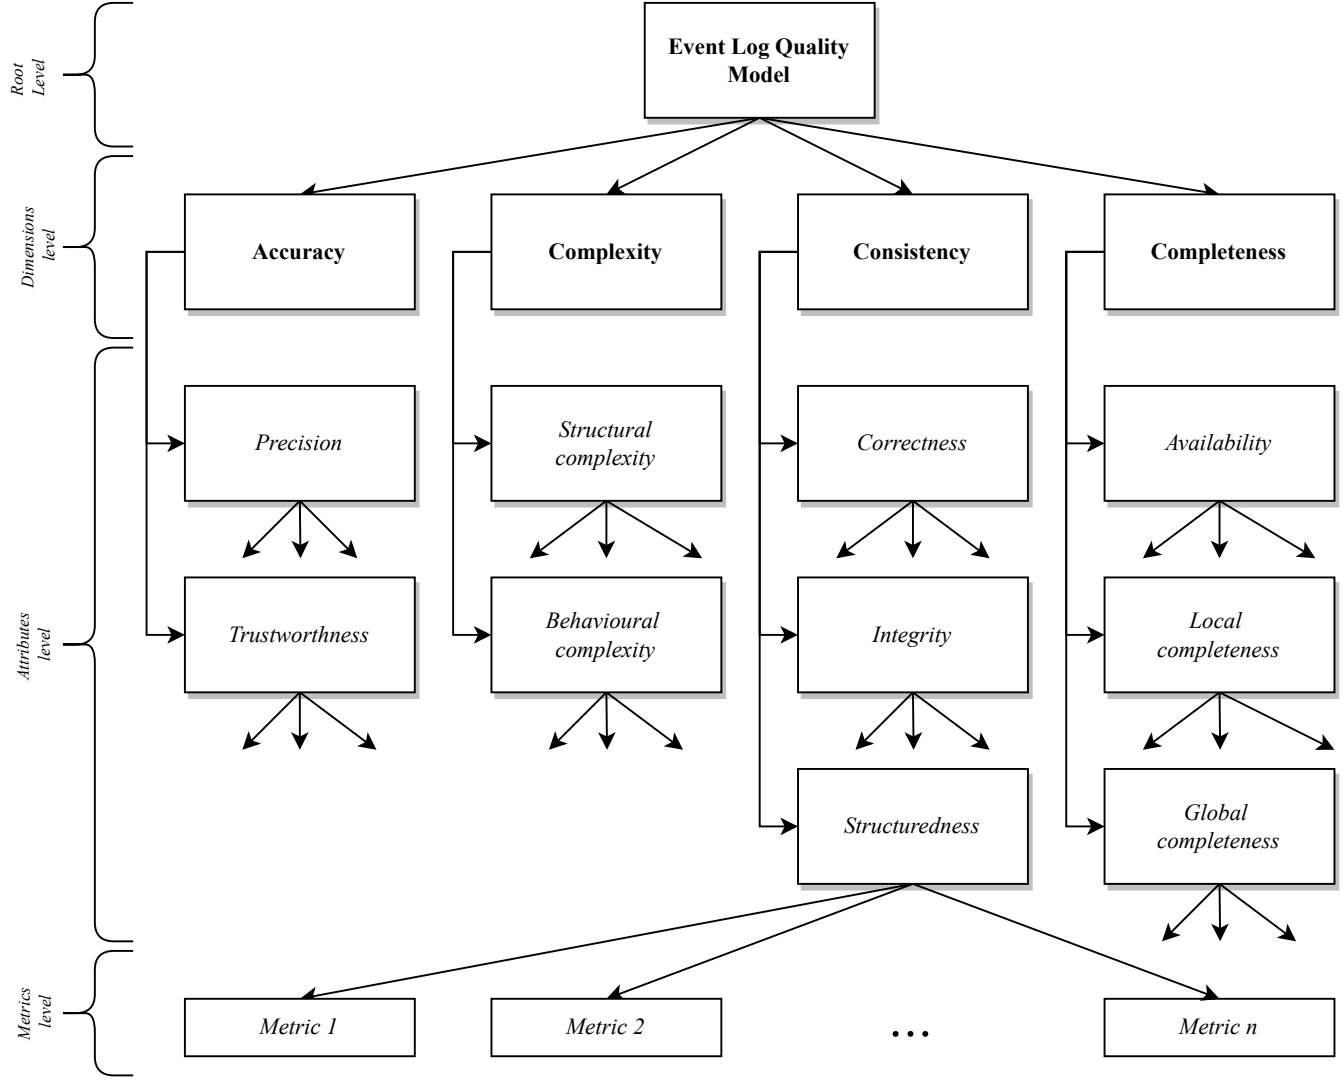 Root
Level
Event Log Quality
Model
Dimensions
level
Accuracy
Complexity
Consistency
Completeness
Attributes
level
Precision
Structural
complexity
Correctness
Availability
Trustworthness
Behavioural
complexity
Integrity
Local
completeness
Structuredness
Global
completeness
Metrics
level
Metric 1
Metric 2
...
Metric n